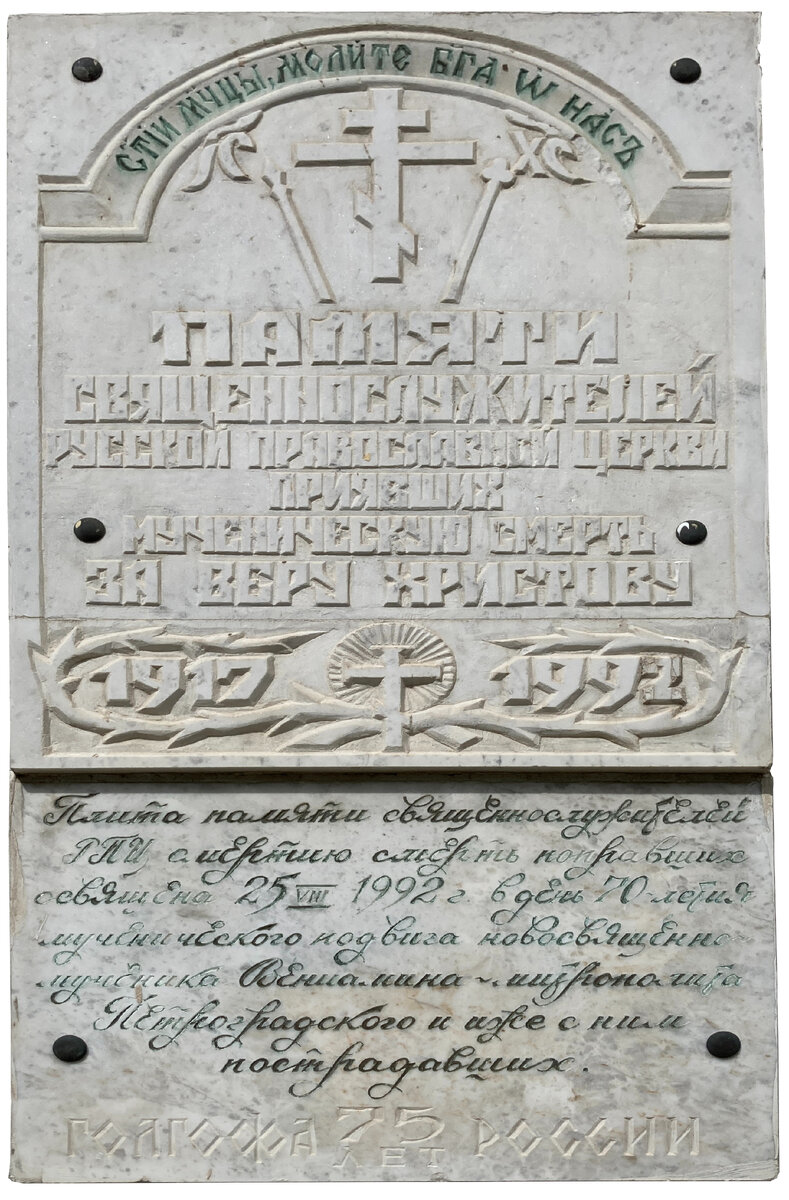 СТІИ МЧЦЫ, МОЛИТЕ БГА Ѡ НАСЪ
ІС ХС
ПАМЯТИ
СВЯЩЕННОСЛУЖИТЕЛЕЙ
РУССКОЙ ПРАВОСЛАВНОЙ ЦЕРКВИ
ПРИЯВШИХ
МУЧЕНИЧЕСКУЮ СМЕРТЬ
ЗА ВЕРУ ХРИСТОВУ
1917 1992
Плита памяти священнослужителей
РПЦ смертию смерть поправших
освящена 25 VIII 1992 г. в день 70-летия
мученического подвига новосвященно-
мученика Вениамина - митрополита
Петроградского и иже с ним
пострадавших.
ГОЛГОФА 75 РОССИИ
ЛЕТ